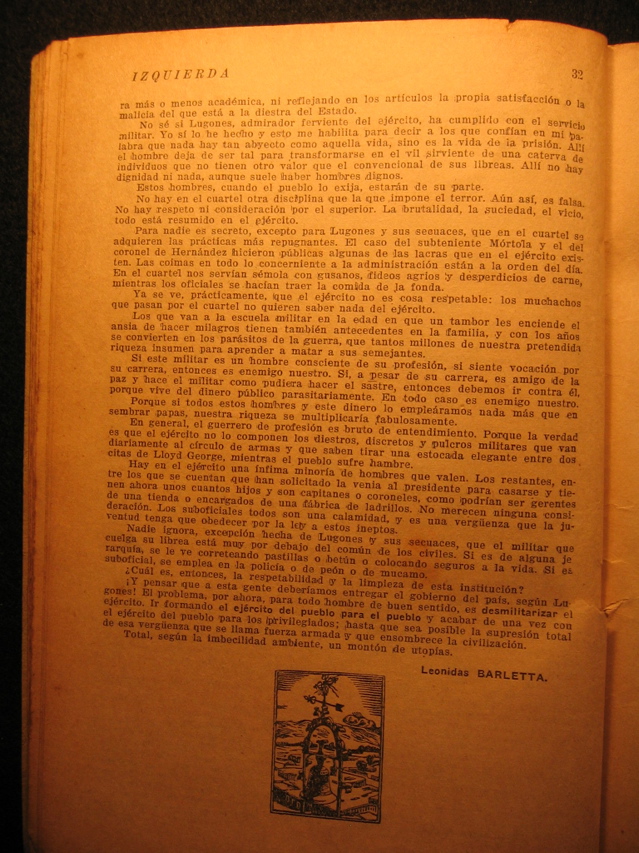 IZQUIERDA 32
ra más o menos académica, ni reflejando en los artículos la propia satisfacción o la
malicia del que está a la diestra del Estado.
No sé si Lugones, admirador ferviente del ejército, ha cumplido con el servicio
militar. Yo sí lo he hecho y esto me habilita para decir a los que confían en mi pa-
labra que nada hay tan abyecto como aquella vida, sino es la vida de la prisión. Allí
el hombre deja de ser tal para transformarse en el vil sirviente de una caterva de
individuos que no tienen otro valor que el convencional de sus libreas. Allí no hay
dignidad ni nada, aunque suele haber hombres dignos.
Estos hombres, cuando el pueblo lo exija, estarán de su parte.
No hay en el cuartel otra disciplina que la que impone el terror. Aún así, es falsa.
No hay respeto ni consideración por el superior. La brutalidad, la suciedad, el vicio,
todo está resumido en el ejército.
Para nadie es secreto, excepto para Lugones y sus secuaces, que en el cuartel se
adquieren las prácticas más repugnantes. El caso del subteniente Mórtola y el del
coronel de Hernández hicieron públicas algunas de las lacras que en el ejército exis-
ten. Las coimas en todo lo concerniente a la administración están a la orden del día.
En el cuartel nos servían sémola con gusanos, fideos agrios y desperdicios de carne,
mientras los oficiales se hacían traer la comida de ja fonda.
Ya se ve, prácticamente, que el ejército no es cosa respetable: los muchachos
que pasan por el cuartel no quieren saber nada del ejército.
Los que van a la escuela militar en la edad en que un tambor les enciende el
ansia de hacer milagros tienen también antecedentes en la familia, y con los años
se convierten en los parásitos de la guerra, que tantos millones de nuestra pretendida
riqueza insumen para aprender a matar a sus semejantes.
Si este militar es un hombre consciente de su profesión, si siente vocación por
su carrera, entonces es enemigo nuestro. Si, a pesar de su carrera, es amigo de la
paz y hace el militar como pudiera hacer el sastre, entonces debemos ir contra él,
porque vive del dinero público parasitariamente. En todo caso es enemigo nuestro.
Porque si todos estos hombres y este dinero lo empleáramos nada más que en
sembrar papas, nuestra riqueza se multiplicaría fabulosamente.
En general, el guerrero de profesión es bruto de entendimiento. Porque la verdad
es que el ejército no lo componen los diestros, discretos y pulcros militares que van
diariamente al círculo de armas y que saben tirar una estocada elegante entre dos
citas de Lloyd George, mientras el pueblo sufre hambre.
Hay en el ejército una ínfima minoría de hombres que valen. Los restantes, en-
tre los que se cuentan que han solicitado la venia al presidente para casarse y tie-
nen ahora unos cuantos hijos y son capitanes o coroneles, como podrían ser gerentes
de una tienda o encargados de una fábrica de ladrillos. No merecen ninguna consi-
deración. Los suboficiales todos son una calamidad, y es una vergüenza que la ju-
ventud tenga que obedecer por la ley a estos ineptos.
Nadie ignora, excepción hecha de Lugones y sus secuaces, que el militar que
cuelga su librea está muy por debajo del común de los civiles. Si es de alguna je
rarquía, se le ve correteando pastillas o betún o colocando seguros a la vida. Si es
suboficial, se emplea en la policía o de peón o de mucamo.
¿Cuál es, entonces, la respetabilidad y la limpieza de esta institución?
¡Y pensar que a esta gente deberíamos entregar el gobierno del país, según Lu-
gones! El problema, por ahora, para todo hombre de buen sentido, es desmilitarizar el
ejército. Ir formando el ejército del pueblo para el pueblo y acabar de una vez con
el ejército del pueblo para los privilegiados; hasta que sea posible la supresión total
de esa vergüenza que se llama fuerza armada y que ensombrece la civilización.
Total, según la imbecilidad ambiente, un montón de utopías.
Leonidas BARLETTA.